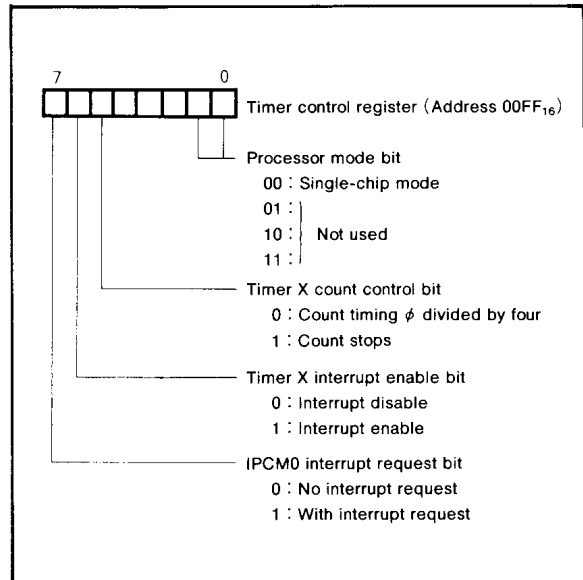 7 0
Timer control register (Address 00FF₁₆)
Processor mode bit
00 : Single-chip mode
01 :
10 : Not used
11 :
Timer X count control bit
0 : Count timing ϕ divided by four
1 : Count stops
Timer X interrupt enable bit
0 : Interrupt disable
1 : Interrupt enable
IPCM0 interrupt request bit
0 : No interrupt request
1 : With interrupt request